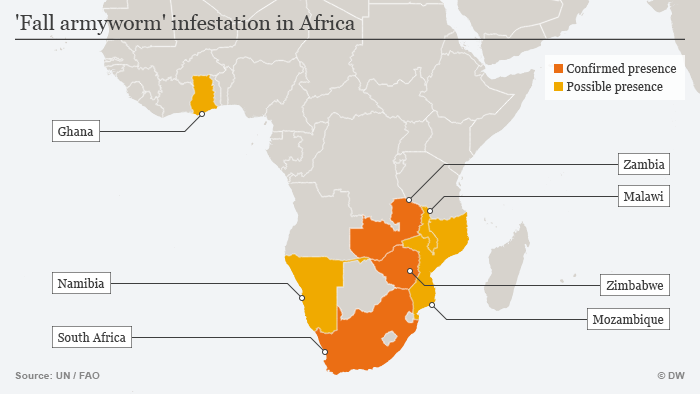 'Fall armyworm' infestation in Africa
Confirmed presence
Possible presence
Ghana
Zambia
Malawi
Namibia
Zimbabwe
Mozambique
South Africa
Source: UN / FAO
© DW